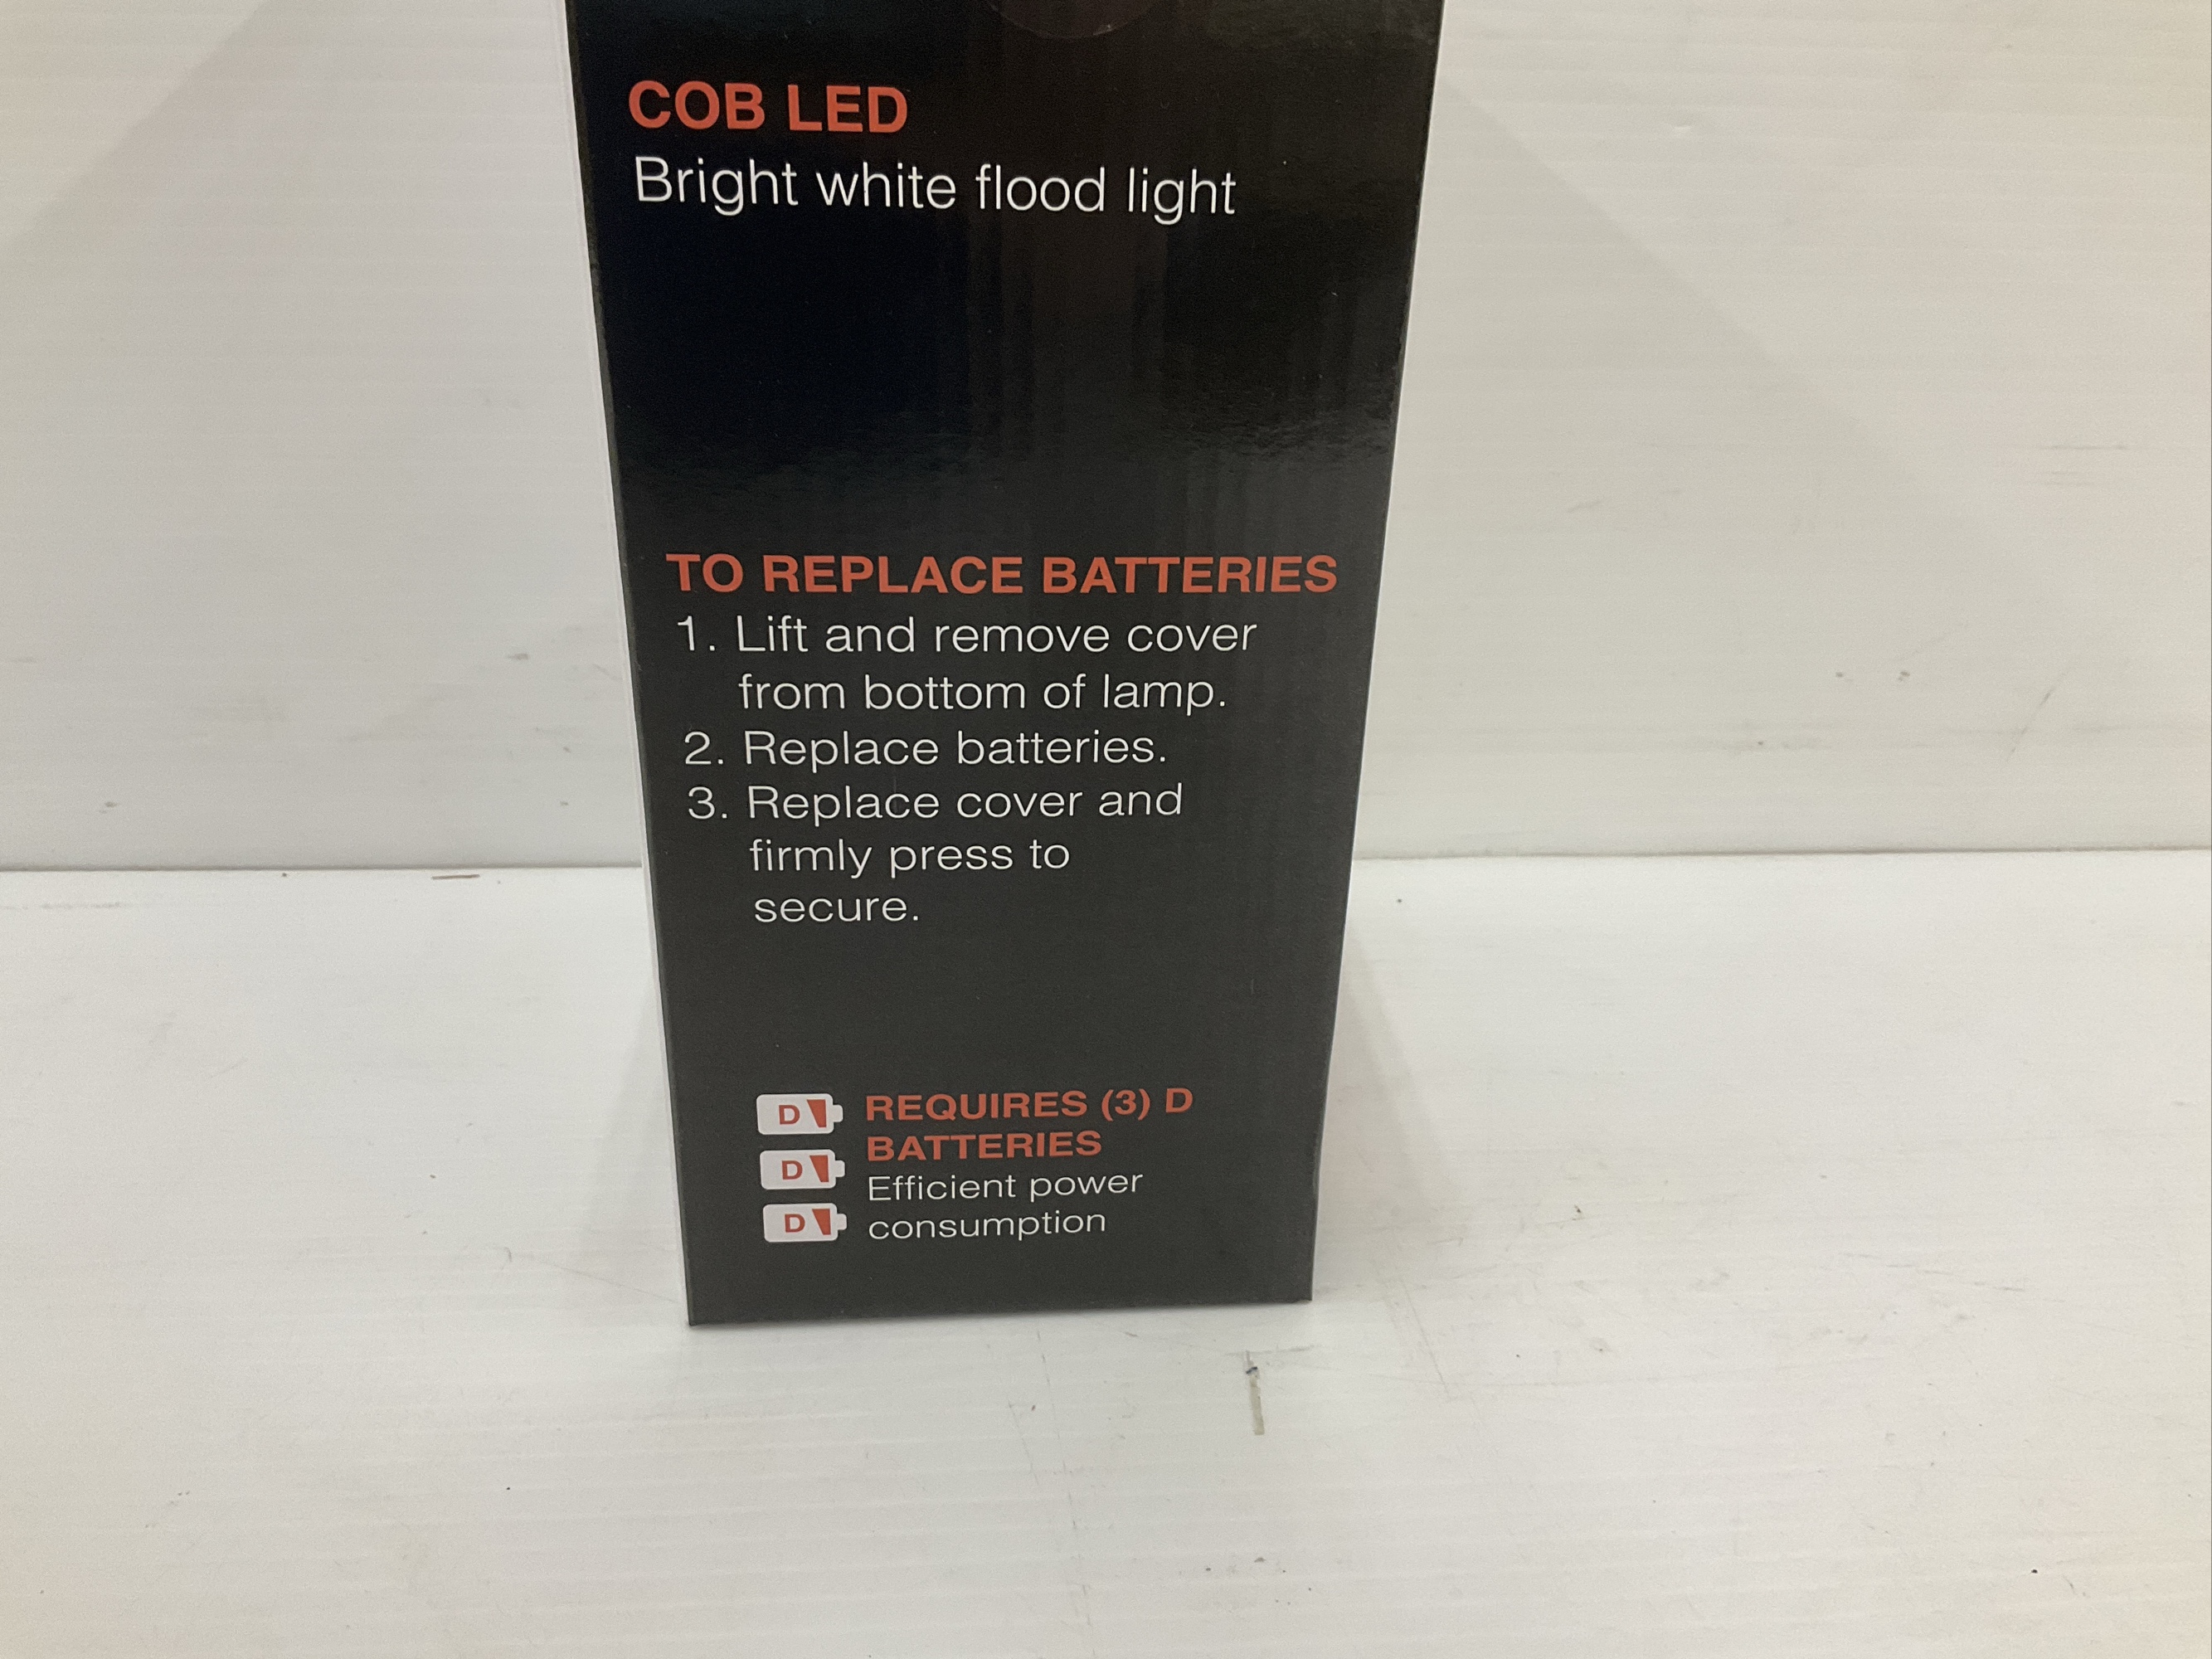 COB LED
Bright white flood light
TO REPLACE BATTERIES
1. Lift and remove cover
from bottom of lamp.
2. Replace batteries.
3. Replace cover and
firmly press to
secure.
D
D
D
REQUIRES (3) D
BATTERIES
Efficient power
consumption